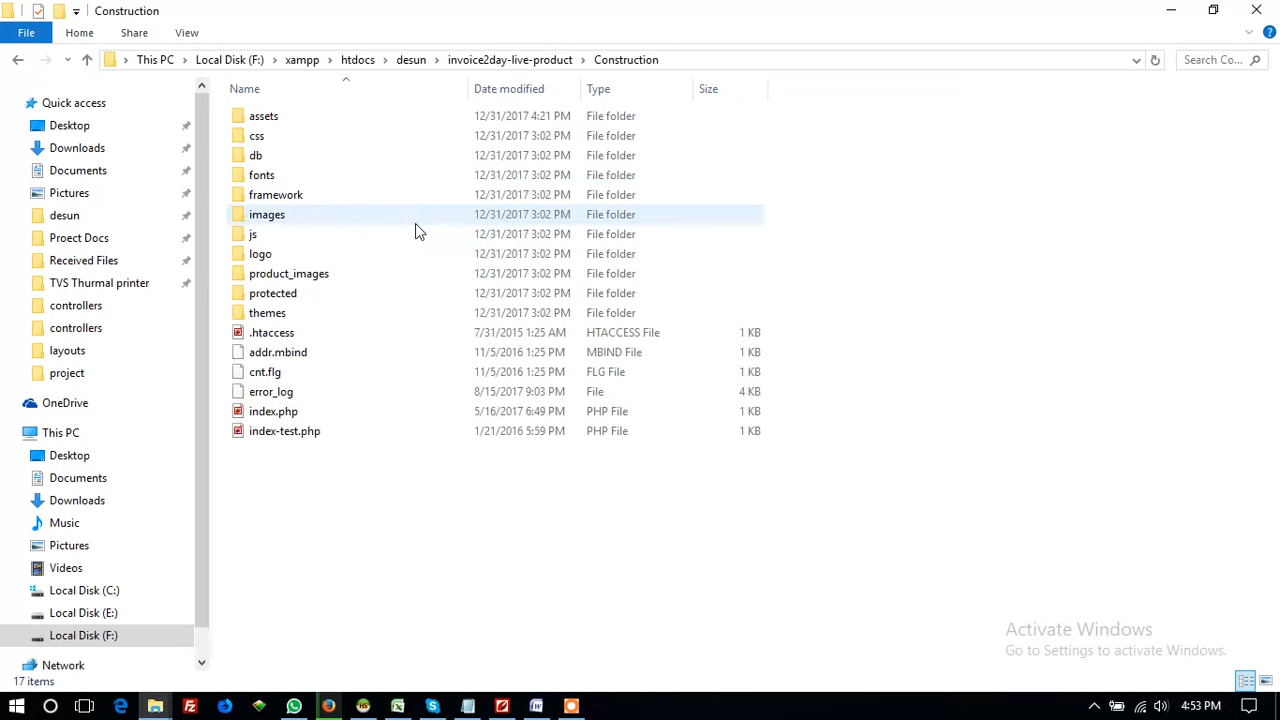 Construction
File Home Share View
This PC Local Disk (F:) xampp htdocs desun invoice2day-live-product Construction Search Co...
Name Date modified Type Size
Quick access
Desktop
Downloads
Documents
Pictures
desun
Proect Docs
Received Files
TVS Thurmal printer
controllers
controllers
layouts
project
OneDrive
This PC
Desktop
Documents
Downloads
Music
Pictures
Videos
Local Disk (C:)
Local Disk (E:)
Local Disk (F:)
Network
assets 12/31/2017 4:21 PM File folder
css 12/31/2017 3:02 PM File folder
db 12/31/2017 3:02 PM File folder
fonts 12/31/2017 3:02 PM File folder
framework 12/31/2017 3:02 PM File folder
images 12/31/2017 3:02 PM File folder
js 12/31/2017 3:02 PM File folder
logo 12/31/2017 3:02 PM File folder
product_images 12/31/2017 3:02 PM File folder
protected 12/31/2017 3:02 PM File folder
themes 12/31/2017 3:02 PM File folder
.htaccess 7/31/2015 1:25 AM HTACCESS File 1 KB
addr.mbind 11/5/2016 1:25 PM MBIND File 1 KB
cnt.flg 11/5/2016 1:25 PM FLG File 1 KB
error_log 8/15/2017 9:03 PM File 4 KB
index.php 5/16/2017 6:49 PM PHP File 1 KB
index-test.php 1/21/2016 5:59 PM PHP File 1 KB
Activate Windows
Go to Settings to activate Windows.
17 items
4:53 PM